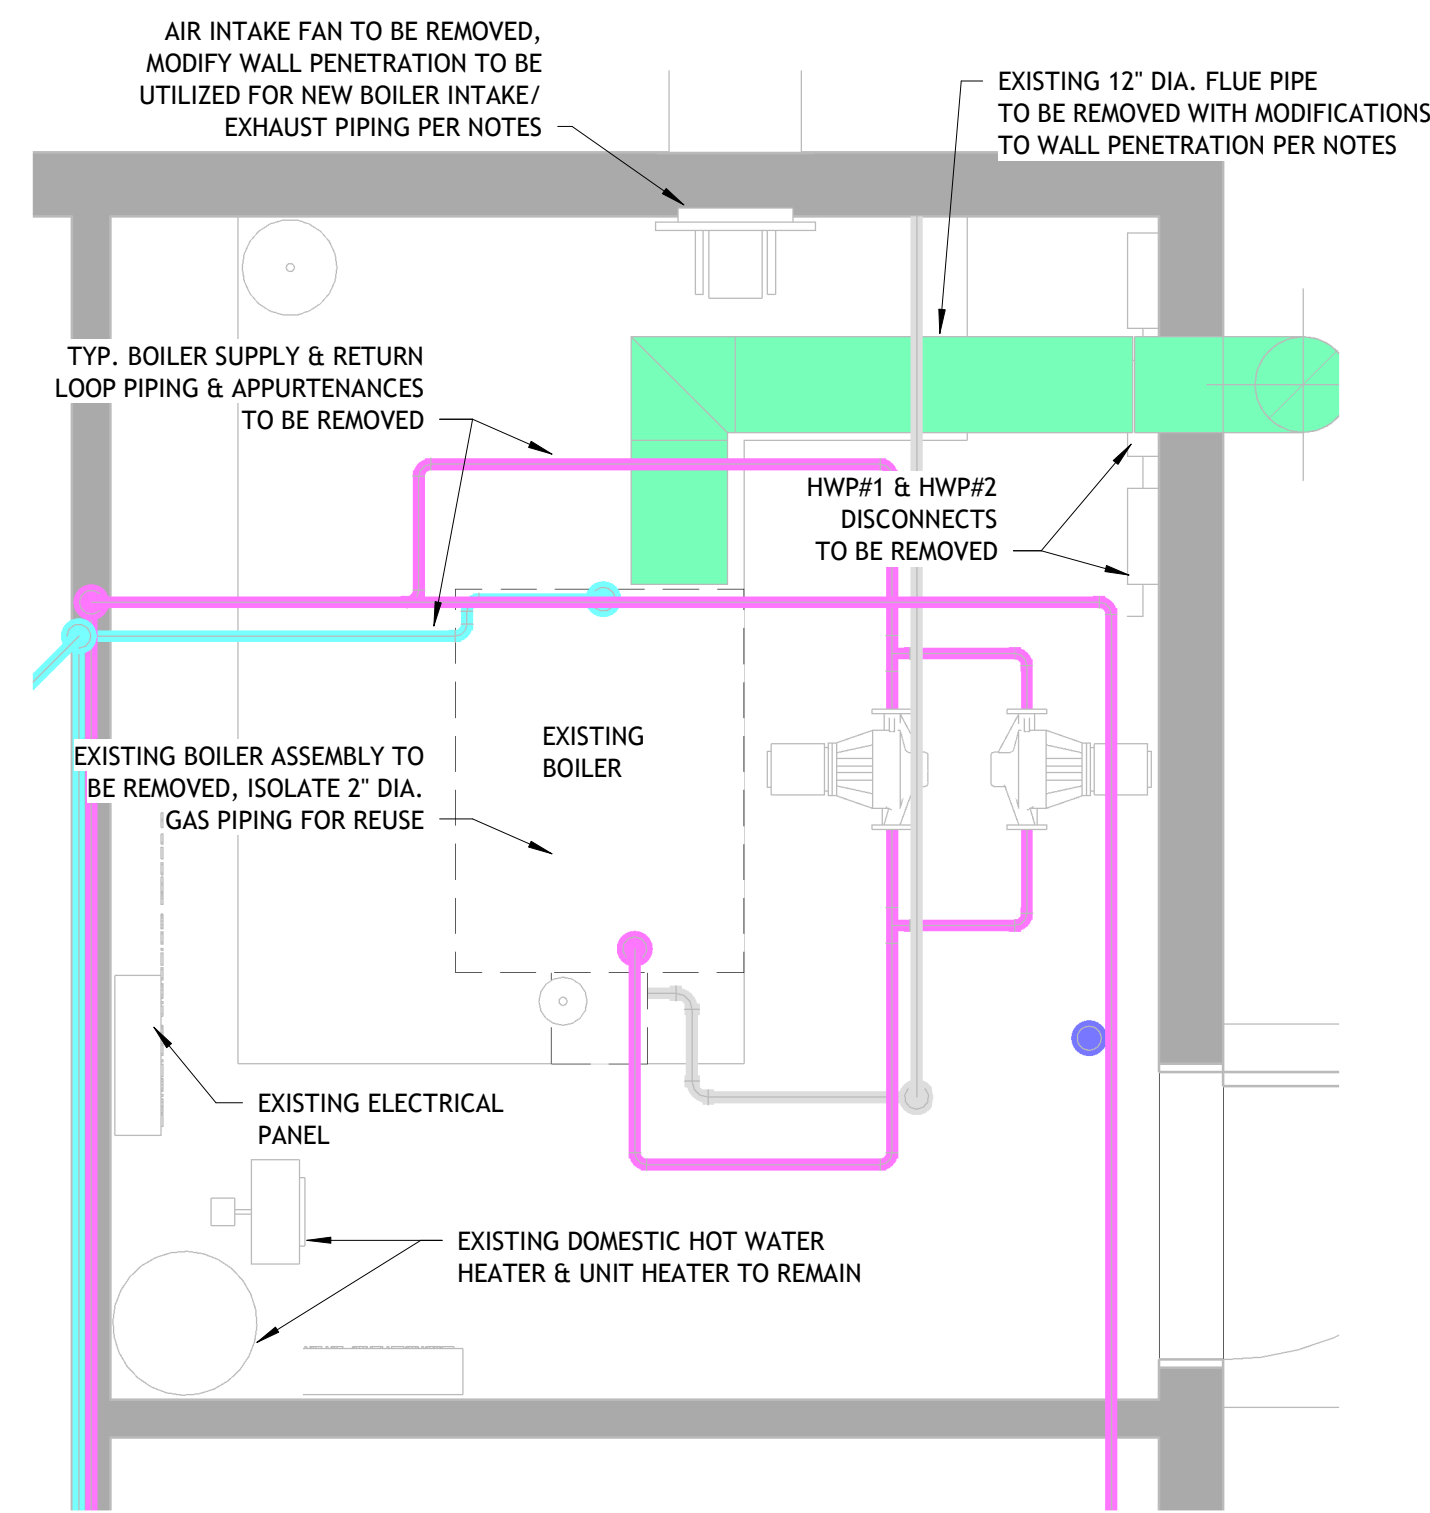 AIR INTAKE FAN TO BE REMOVED,
MODIFY WALL PENETRATION TO BE
UTILIZED FOR NEW BOILER INTAKE/
EXHAUST PIPING PER NOTES
EXISTING 12" DIA. FLUE PIPE
TO BE REMOVED WITH MODIFICATIONS
TO WALL PENETRATION PER NOTES
TYP. BOILER SUPPLY & RETURN
LOOP PIPING & APPURTENANCES
TO BE REMOVED
HWP#1 & HWP#2
DISCONNECTS
TO BE REMOVED
EXISTING
BOILER
EXISTING BOILER ASSEMBLY TO
BE REMOVED, ISOLATE 2" DIA.
GAS PIPING FOR REUSE
EXISTING ELECTRICAL
PANEL
EXISTING DOMESTIC HOT WATER
HEATER & UNIT HEATER TO REMAIN